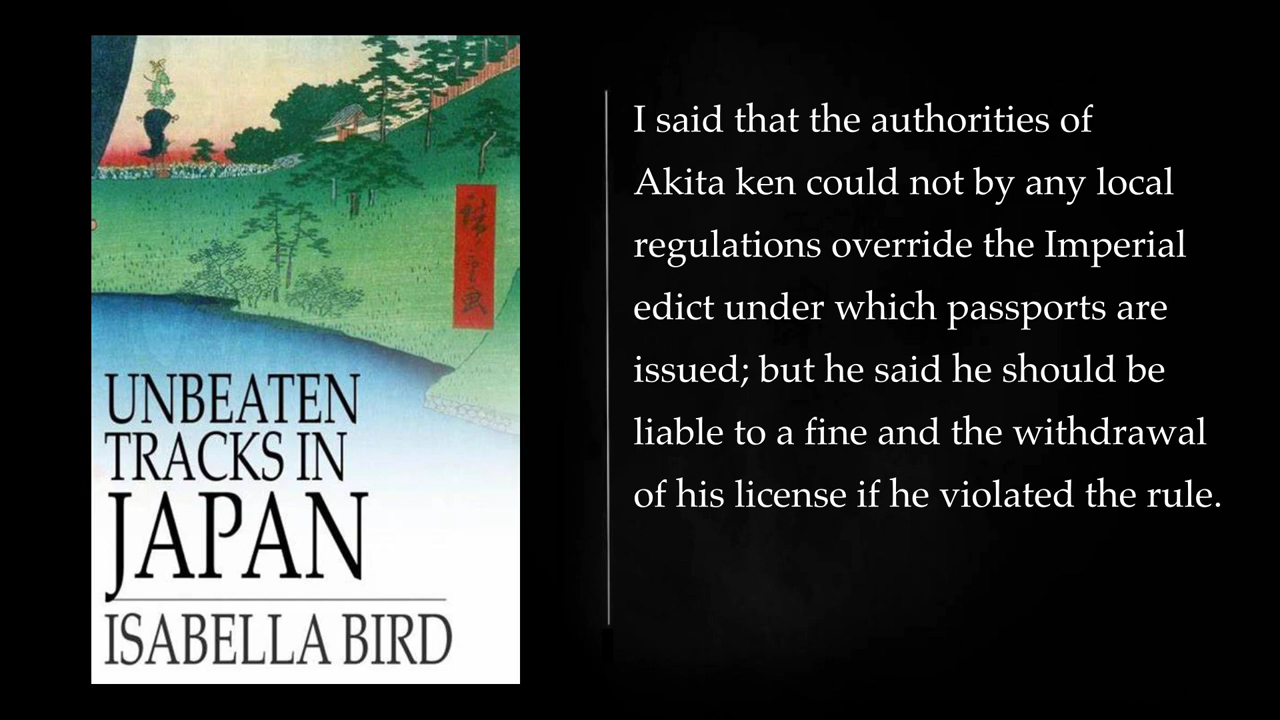 UNBEATEN
TRACKS IN
JAPAN
ISABELLA BIRD
I said that the authorities of
Akita ken could not by any local
regulations override the Imperial
edict under which passports are
issued; but he said he should be
liable to a fine and the withdrawal
of his license if he violated the rule.